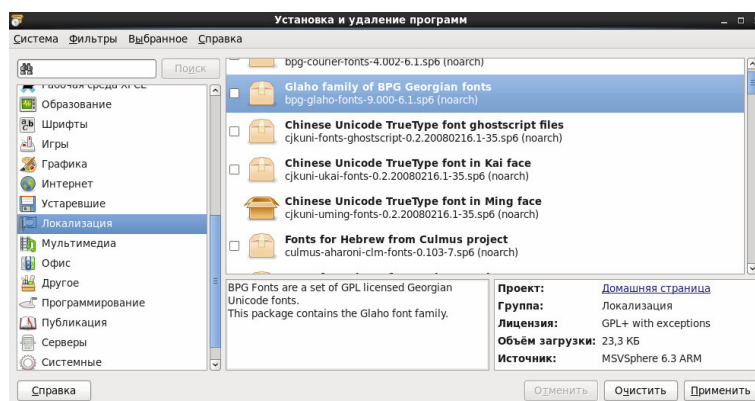 Установка и удаление программ
Система Фильтры Выбранное Справка
Поиск
Рабочая среда XFCE
Образование
Шрифты
Игры
Графика
Интернет
Устаревшие
Локализация
Мультимедиа
Офис
Другое
Программирование
Публикация
Серверы
Системные
bpg-courier-fonts-4.002-6.1.sp6 (noarch)
Glaho family of BPG Georgian fonts
bpg-glaho-fonts-9.000-6.1.sp6 (noarch)
Chinese Unicode TrueType font ghostscript files
cjkuni-fonts-ghostscript-0.2.20080216.1-35.sp6 (noarch)
Chinese Unicode TrueType font in Kai face
cjkuni-ukai-fonts-0.2.20080216.1-35.sp6 (noarch)
Chinese Unicode TrueType font in Ming face
cjkuni-uming-fonts-0.2.20080216.1-35.sp6 (noarch)
Fonts for Hebrew from Culmus project
culmus-aharoni-clm-fonts-0.103-7.sp6 (noarch)
BPG Fonts are a set of GPL licensed Georgian
Unicode fonts.
This package contains the Glaho font family.
Проект: Домашняя страница
Группа: Локализация
Лицензия: GPL+ with exceptions
Объём загрузки: 23,3 КБ
Источник: MSVSphere 6.3 ARM
Справка
Отменить Очистить Применить